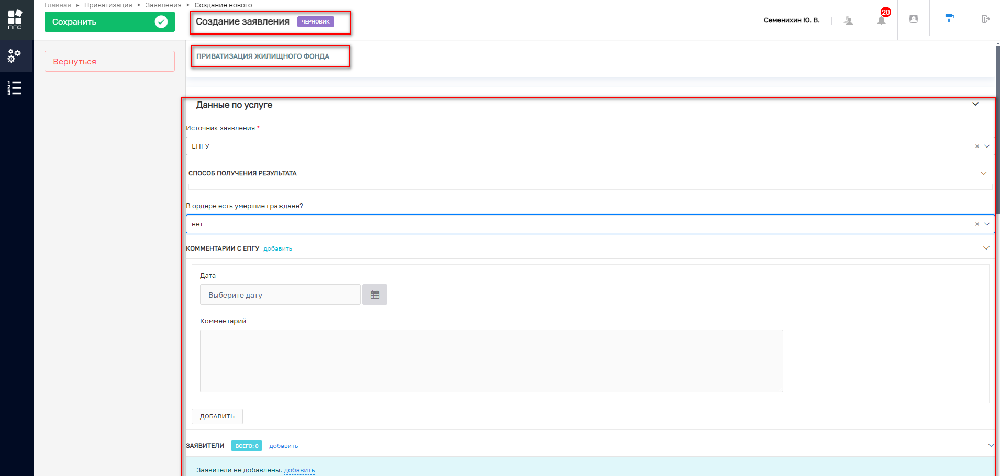 Главная ▸ Приватизация ▸ Заявления ▸ Создание нового
пгс
Сохранить
Создание заявления ЧЕРНОВИК
Семенихин Ю. В.
20
Вернуться
ПРИВАТИЗАЦИЯ ЖИЛИЩНОГО ФОНДА
Данные по услуге
Источник заявления *
ЕПГУ
СПОСОБ ПОЛУЧЕНИЯ РЕЗУЛЬТАТА
В ордере есть умершие граждане?
нет
КОММЕНТАРИИ С ЕПГУ добавить
Дата
Выберите дату
Комментарий
ДОБАВИТЬ
ЗАЯВИТЕЛИ ВСЕГО: 0 добавить
Заявители не добавлены. добавить